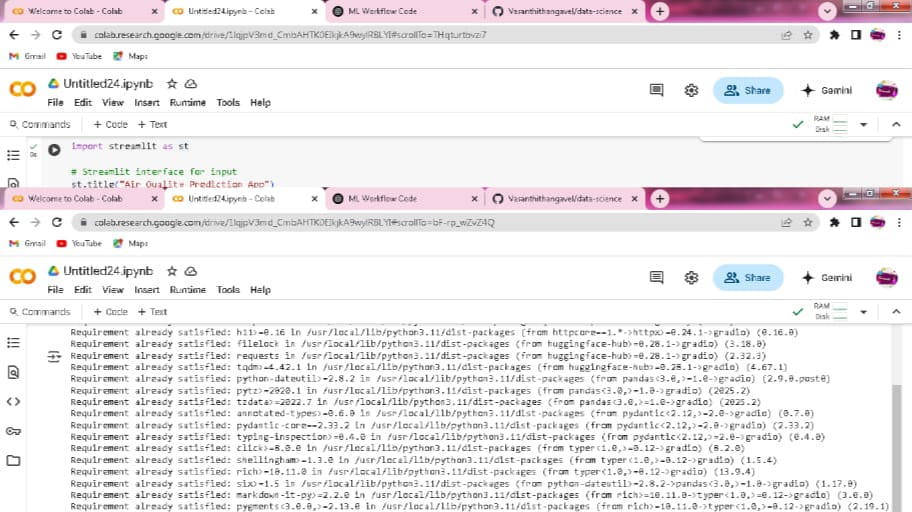 Welcome to Colab - Colab
Untitled24.ipynb - Colab
ML Workflow Code
Vasanthithangavel/data-science
Gmail
YouTube
Maps
Untitled24.ipynb
File Edit View Insert Runtime Tools Help
Share
Gemini
Commands + Code + Text
RAM
Disk
0s
import streamlit as st
# Streamlit interface for input
st.title("Air Quality Prediction App")
Welcome to Colab - Colab
Untitled24.ipynb - Colab
ML Workflow Code
Vasanthithangavel/data-science
Gmail
YouTube
Maps
Untitled24.ipynb
File Edit View Insert Runtime Tools Help
Share
Gemini
Commands + Code + Text
RAM
Disk
Requirement already satisfied: h11>=0.16 in /usr/local/lib/python3.11/dist-packages (from httpcore==1.*->httpx>=0.24.1->gradio) (0.16.0)
Requirement already satisfied: filelock in /usr/local/lib/python3.11/dist-packages (from huggingface-hub>=0.28.1->gradio) (3.18.0)
Requirement already satisfied: requests in /usr/local/lib/python3.11/dist-packages (from huggingface-hub>=0.28.1->gradio) (2.32.3)
Requirement already satisfied: tqdm>=4.42.1 in /usr/local/lib/python3.11/dist-packages (from huggingface-hub>=0.28.1->gradio) (4.67.1)
Requirement already satisfied: python-dateutil>=2.8.2 in /usr/local/lib/python3.11/dist-packages (from pandas<3.0,>=1.0->gradio) (2.9.0.post0)
Requirement already satisfied: pytz>=2020.1 in /usr/local/lib/python3.11/dist-packages (from pandas<3.0,>=1.0->gradio) (2025.2)
Requirement already satisfied: tzdata>=2022.7 in /usr/local/lib/python3.11/dist-packages (from pandas<3.0,>=1.0->gradio) (2025.2)
Requirement already satisfied: annotated-types>=0.6.0 in /usr/local/lib/python3.11/dist-packages (from pydantic<2.12,>=2.0->gradio) (0.7.0)
Requirement already satisfied: pydantic-core==2.33.2 in /usr/local/lib/python3.11/dist-packages (from pydantic<2.12,>=2.0->gradio) (2.33.2)
Requirement already satisfied: typing-inspection>=0.4.0 in /usr/local/lib/python3.11/dist-packages (from pydantic<2.12,>=2.0->gradio) (0.4.0)
Requirement already satisfied: click>=8.0.0 in /usr/local/lib/python3.11/dist-packages (from typer<1.0,>=0.12->gradio) (8.2.0)
Requirement already satisfied: shellingham>=1.3.0 in /usr/local/lib/python3.11/dist-packages (from typer<1.0,>=0.12->gradio) (1.5.4)
Requirement already satisfied: rich>=10.11.0 in /usr/local/lib/python3.11/dist-packages (from typer<1.0,>=0.12->gradio) (13.9.4)
Requirement already satisfied: six>=1.5 in /usr/local/lib/python3.11/dist-packages (from python-dateutil>=2.8.2->pandas<3.0,>=1.0->gradio) (1.17.0)
Requirement already satisfied: markdown-it-py>=2.2.0 in /usr/local/lib/python3.11/dist-packages (from rich>=10.11.0->typer<1.0,>=0.12->gradio) (3.0.0)
Requirement already satisfied: pygments<3.0.0,>=2.13.0 in /usr/local/lib/python3.11/dist-packages (from rich>=10.11.0->typer<1.0,>=0.12->gradio) (2.19.1)